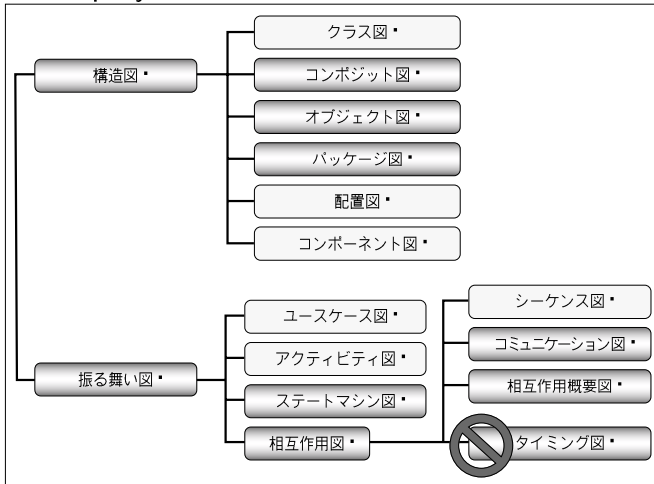 クラス図▪
構造図▪
コンポジット図▪
オブジェクト図▪
パッケージ図▪
配置図▪
コンポーネント図▪
ユースケース図▪
シーケンス図▪
アクティビティ図▪
コミュニケーション図▪
振る舞い図▪
ステートマシン図▪
相互作用概要図▪
相互作用図▪
タイミング図▪